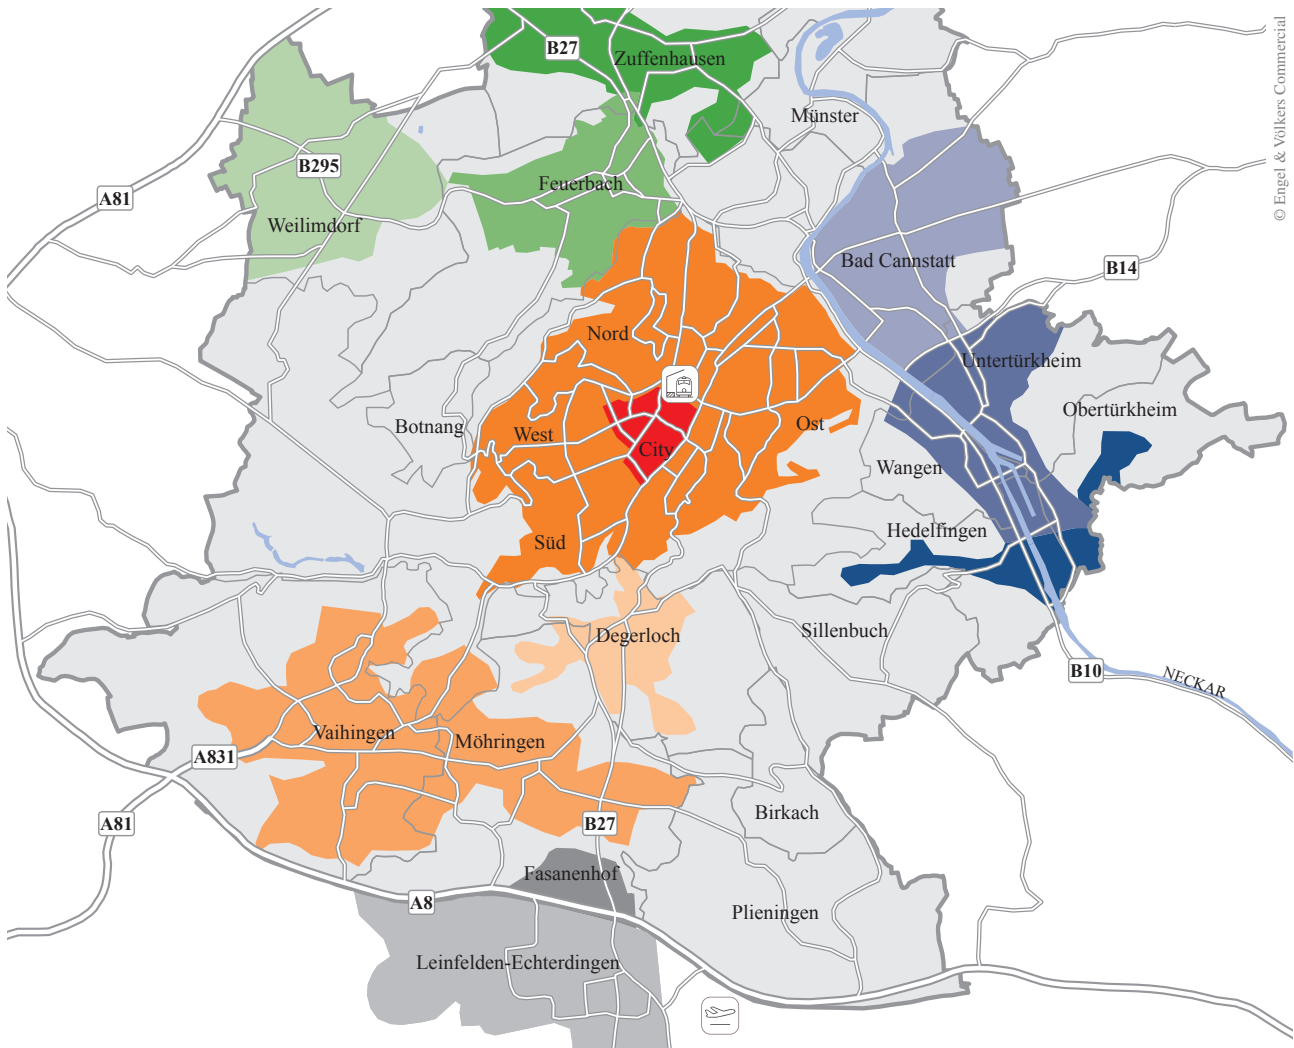 © Engel & Völkers Commercial
B27
Zuffenhausen
Münster
B295
A81
Feuerbach
Weilimdorf
Bad Cannstatt
B14
Nord
Untertürkheim
Obertürkheim
Botnang
West
Ost
City
Wangen
Hedelfingen
Süd
Degerloch
Sillenbuch
B10
NECKAR
Vaihingen
Möhringen
A831
A81
B27
Birkach
Fasanenhof
A8
Plieningen
Leinfelden-Echterdingen